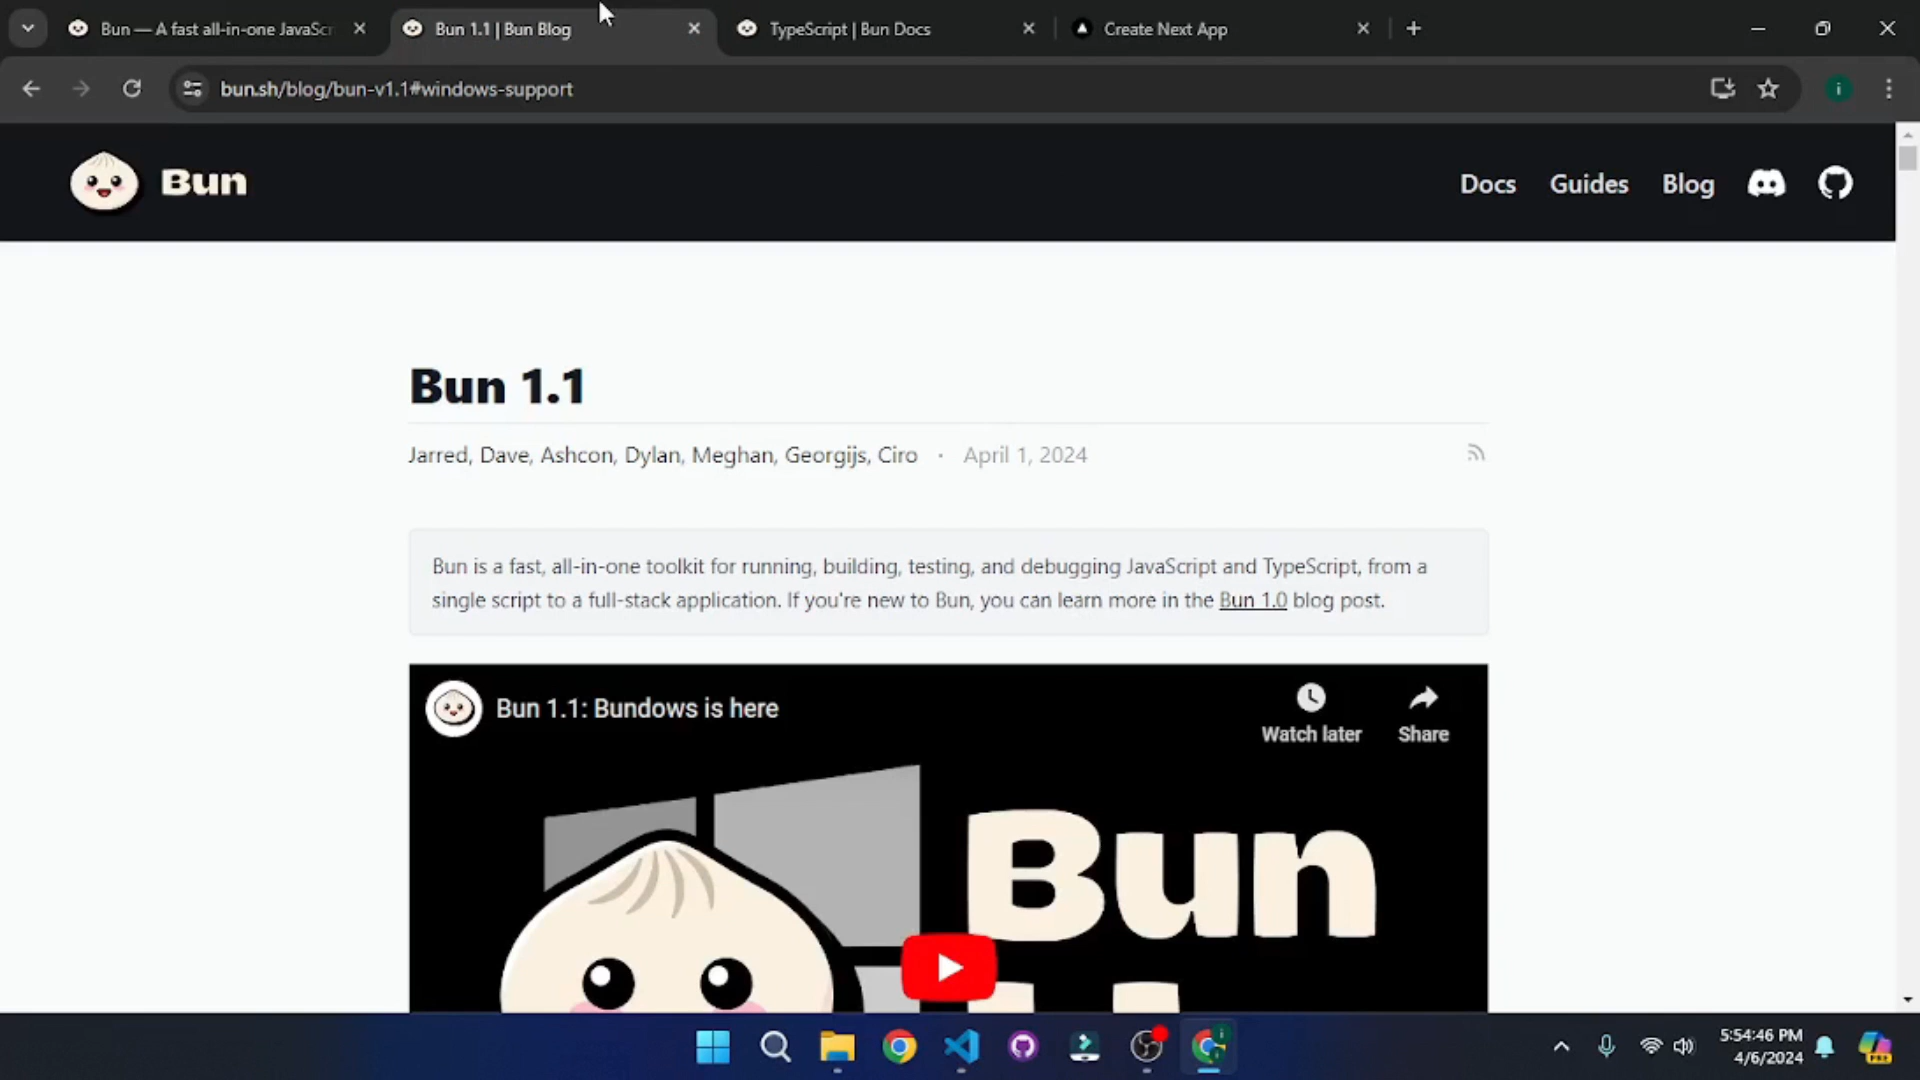 Bun — A fast all-in-one JavaScr
Bun 1.1 | Bun Blog
TypeScript | Bun Docs
Create Next App
bun.sh/blog/bun-v1.1#windows-support
i
Bun
Docs
Guides
Blog
Bun 1.1
Jarred, Dave, Ashcon, Dylan, Meghan, Georgijs, Ciro · April 1, 2024
Bun is a fast, all-in-one toolkit for running, building, testing, and debugging JavaScript and TypeScript, from a
single script to a full-stack application. If you're new to Bun, you can learn more in the Bun 1.0 blog post.
Bun 1.1: Bundows is here
Watch later
Share
Bun
5:54:46 PM
4/6/2024